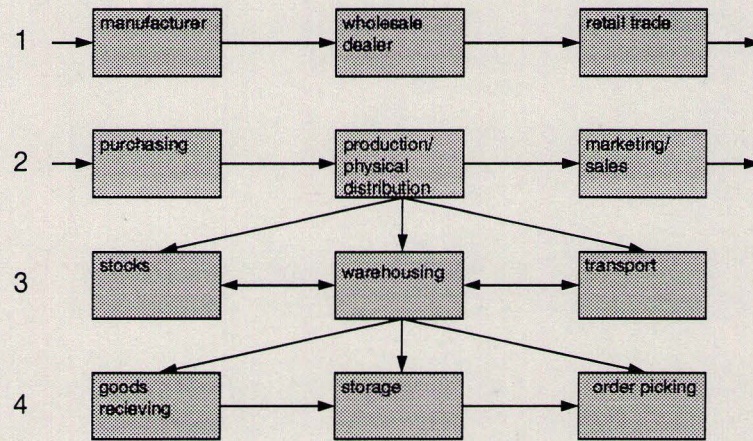 1
manufacturer
wholesale
dealer
retail trade
2
purchasing
production/
physical
distribution
marketing/
sales
3
stocks
warehousing
transport
4
goods
recieving
storage
order picking